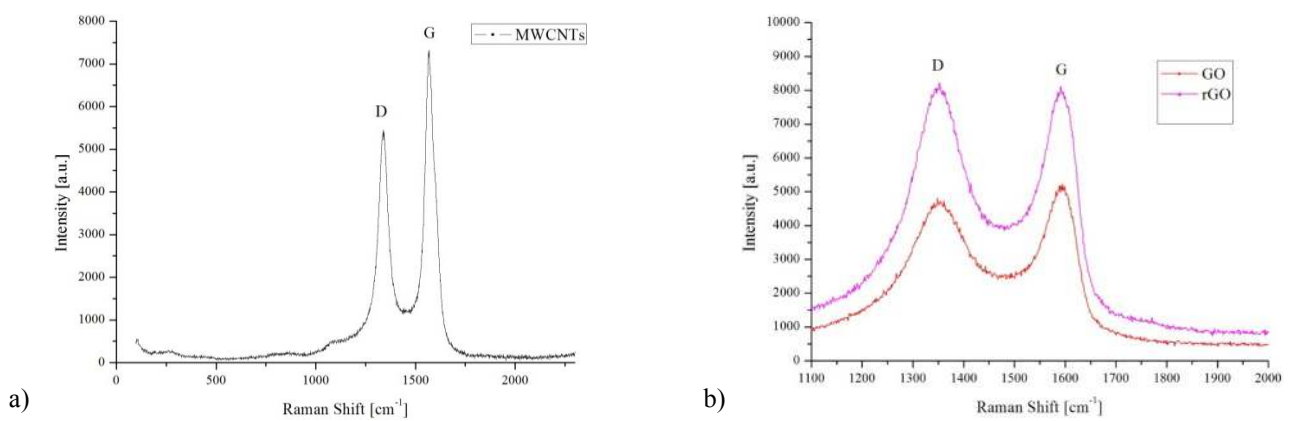 8000
7000
6000
5000
4000
3000
2000
1000
0
0
500
1000
1500
2000
Intensity [a.u.]
Raman Shift [cm-1]
D
G
MWCNTs
a)
10000
9000
8000
7000
6000
5000
4000
3000
2000
1000
0
1100
1200
1300
1400
1500
1600
1700
1800
1900
2000
Intensity [a.u.]
Raman Shift [cm-1]
D
G
GO
rGO
b)